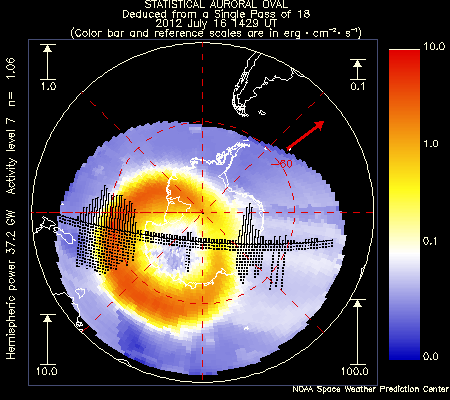 STATISTICAL AURORAL OVAL
Deduced from a Single Pass of 18
2012 July 16 1429 UT
(Color bar and reference scales are in erg·cm⁻²·s⁻¹)
1.0
0.1
10.0
1.0
0.1
0.0
-60
10.0
100.0
Hemispheric power 37.2 GW Activity level 7 n= 1.06
NOAA Space Weather Prediction Center